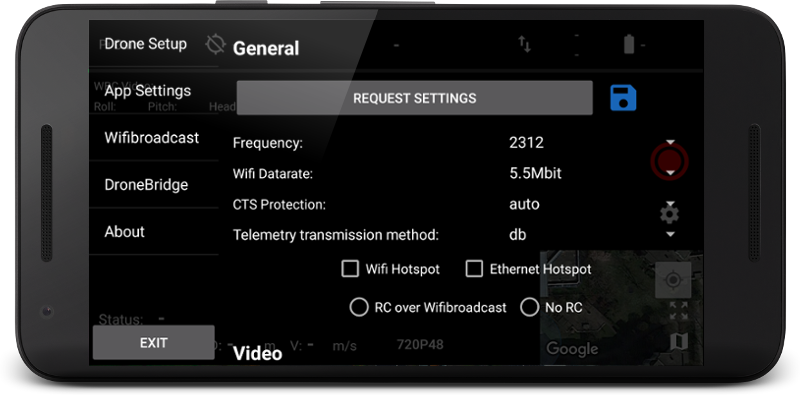 Drone Setup
App Settings
Wifibroadcast
DroneBridge
About
Status: -
EXIT
Roll: Pitch: Head
General
REQUEST SETTINGS
Frequency: 2312
Wifi Datarate: 5.5Mbit
CTS Protection: auto
Telemetry transmission method: db
Wifi Hotspot Ethernet Hotspot
RC over Wifibroadcast No RC
D: - m V: - m/s 720P48
Video
Google